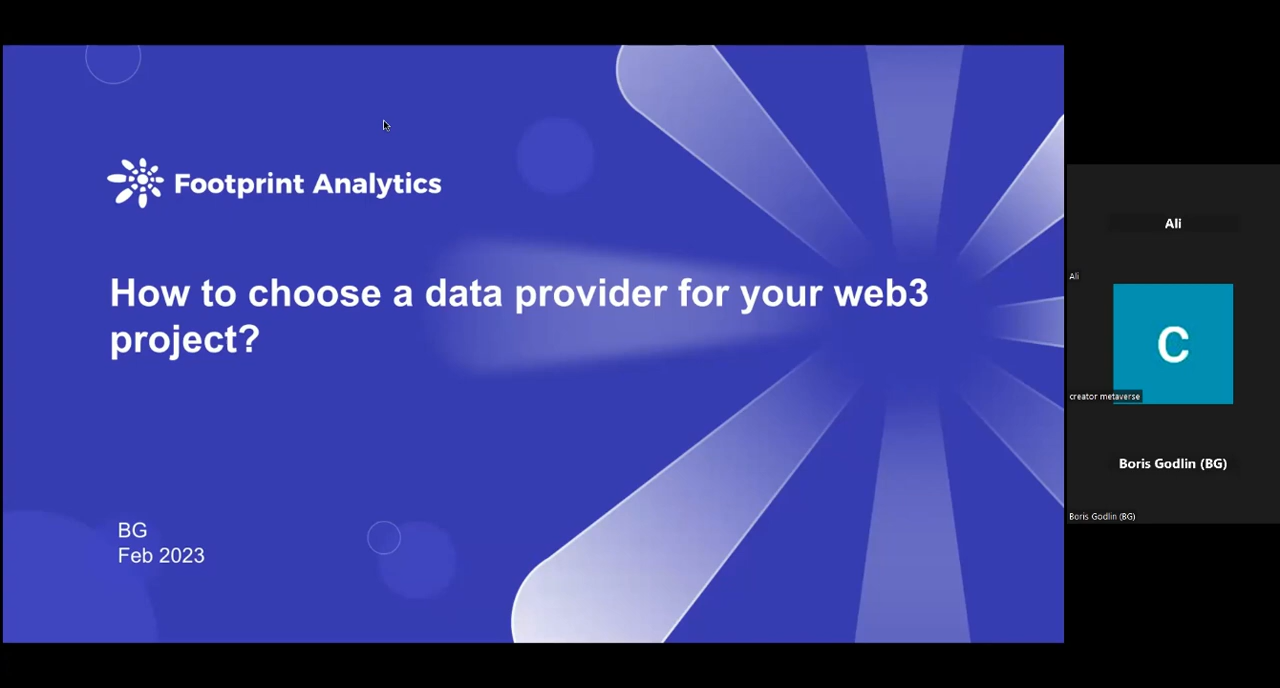 Footprint Analytics
How to choose a data provider for your web3
project?
BG
Feb 2023
Ali
Ali
C
creator metaverse
Boris Godlin (BG)
Boris Godlin (BG)